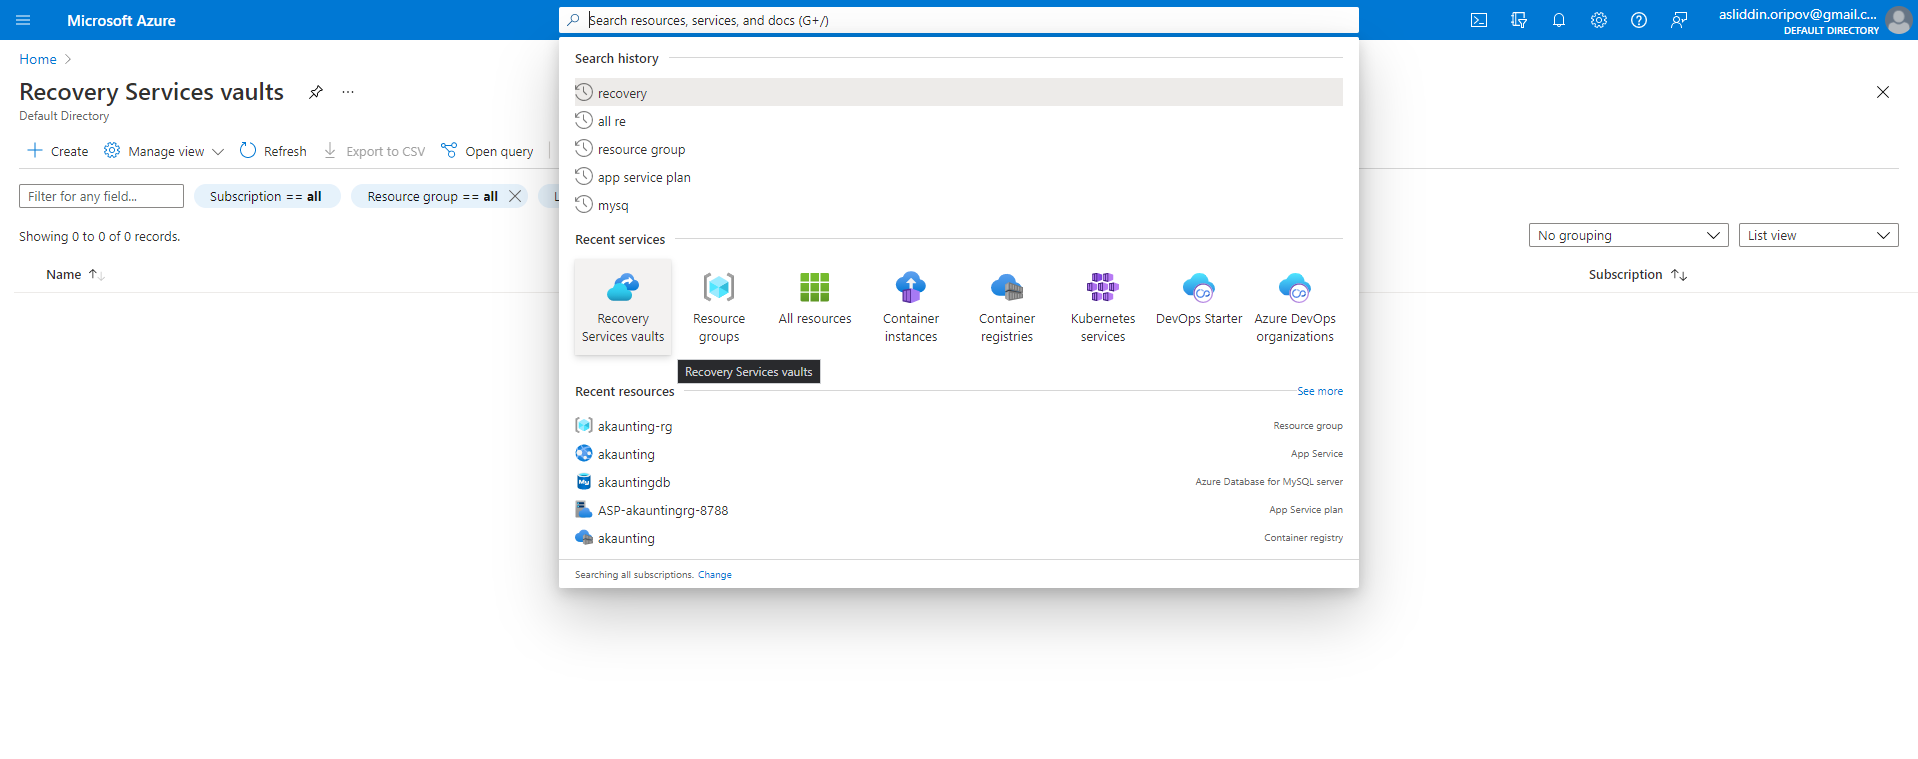 Microsoft Azure
Search resources, services, and docs (G+/)
asliddin.oripov@gmail.c...
DEFAULT DIRECTORY
Home
Recovery Services vaults
Default Directory
Create
Manage view
Refresh
Export to CSV
Open query
Filter for any field...
Subscription == all
Resource group == all
Showing 0 to 0 of 0 records.
No grouping
List view
Name
Subscription
Search history
recovery
all re
resource group
app service plan
mysq
Recent services
Recovery Services vaults
Resource groups
All resources
Container instances
Container registries
Kubernetes services
DevOps Starter
Azure DevOps organizations
Recovery Services vaults
Recent resources
See more
akaunting-rg
Resource group
akaunting
App Service
akauntingdb
Azure Database for MySQL server
ASP-akauntingrg-8788
App Service plan
akaunting
Container registry
Searching all subscriptions. Change